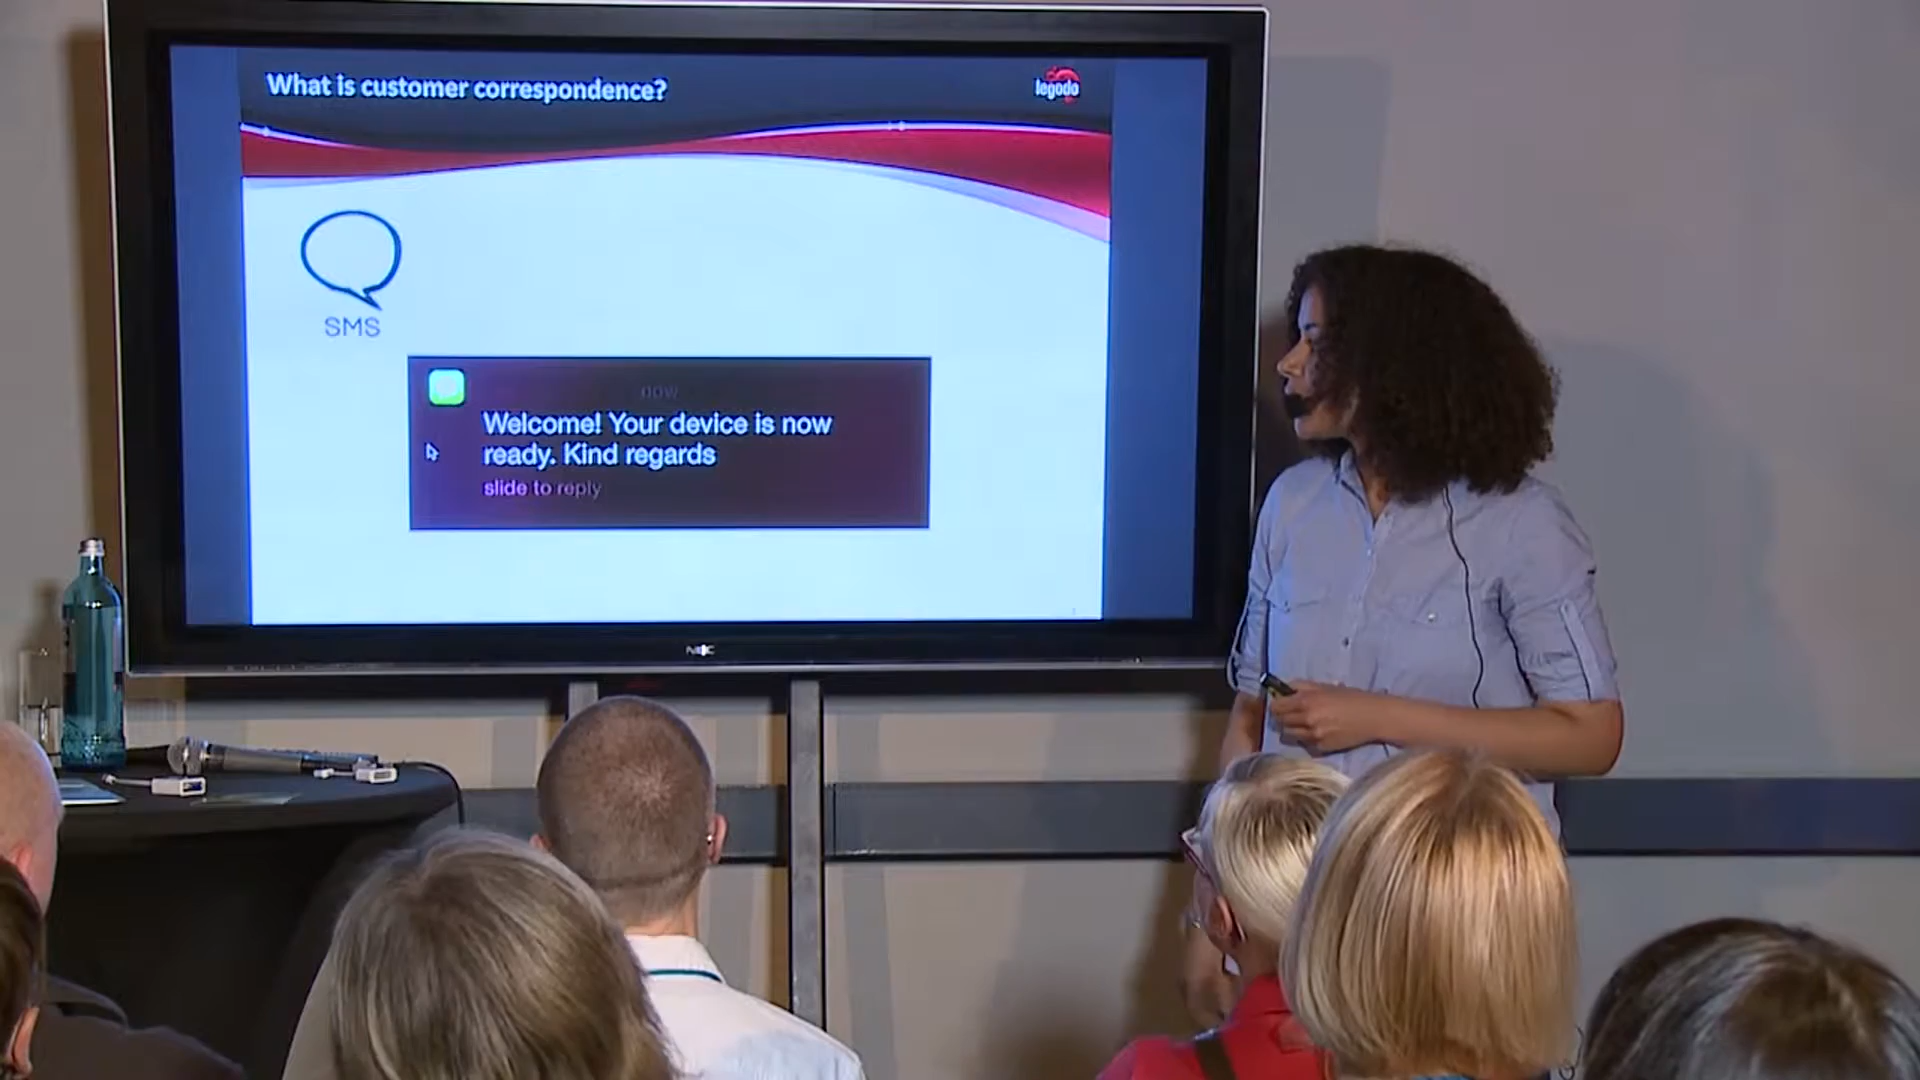 What is customer correspondence?
legodo
SMS
now
Welcome! Your device is now
ready. Kind regards
slide to reply
NEC